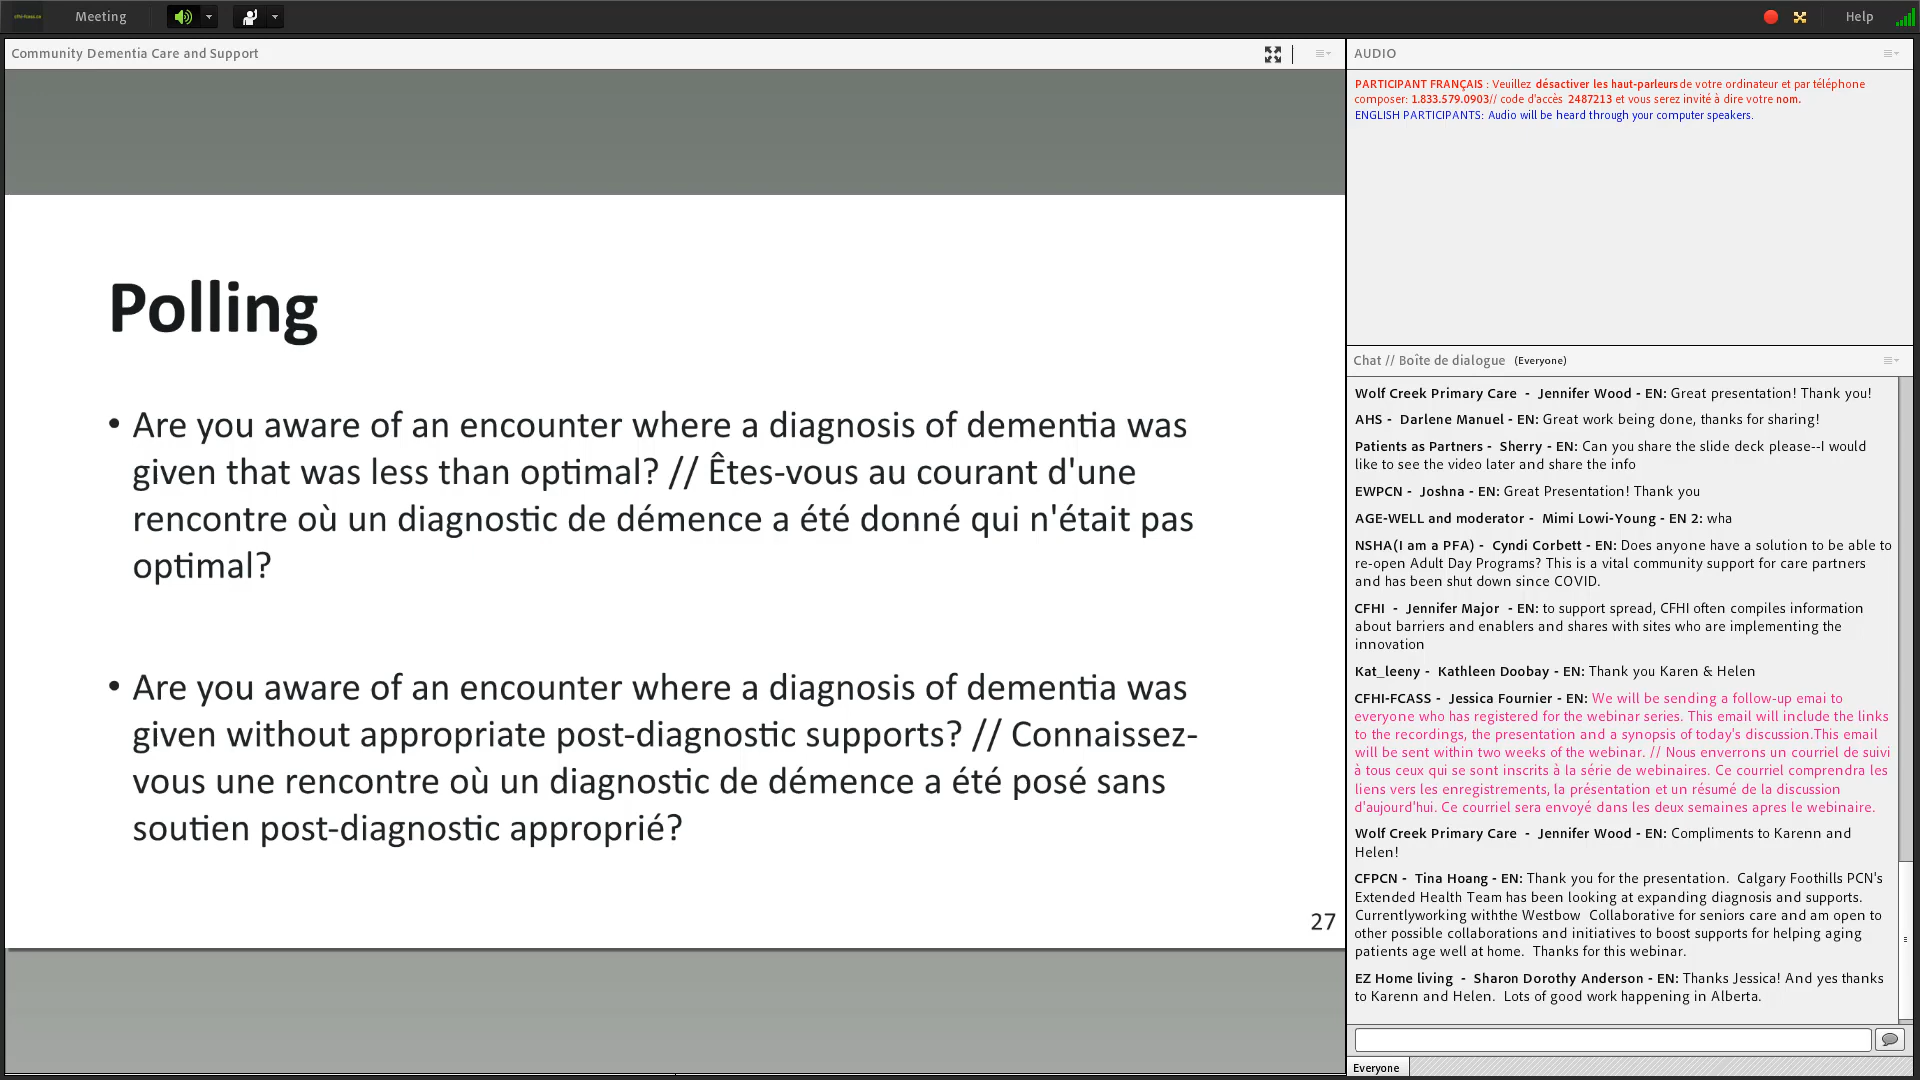 cfhi-fcass.ca
Meeting
Help
Community Dementia Care and Support
Polling
• Are you aware of an encounter where a diagnosis of dementia was
given that was less than optimal? // Êtes-vous au courant d'une
rencontre où un diagnostic de démence a été donné qui n'était pas
optimal?
• Are you aware of an encounter where a diagnosis of dementia was
given without appropriate post-diagnostic supports? // Connaissez-
vous une rencontre où un diagnostic de démence a été posé sans
soutien post-diagnostic approprié?
27
AUDIO
PARTICIPANT FRANÇAIS : Veuillez désactiver les haut-parleurs de votre ordinateur et par téléphone
composer: 1.833.579.0903// code d'accès 2487213 et vous serez invité à dire votre nom.
ENGLISH PARTICIPANTS: Audio will be heard through your computer speakers.
Chat // Boîte de dialogue (Everyone)
Wolf Creek Primary Care - Jennifer Wood - EN: Great presentation! Thank you!
AHS - Darlene Manuel - EN: Great work being done, thanks for sharing!
Patients as Partners - Sherry - EN: Can you share the slide deck please--I would
like to see the video later and share the info
EWPCN - Joshna - EN: Great Presentation! Thank you
AGE-WELL and moderator - Mimi Lowi-Young - EN 2: wha
NSHA(I am a PFA) - Cyndi Corbett - EN: Does anyone have a solution to be able to
re-open Adult Day Programs? This is a vital community support for care partners
and has been shut down since COVID.
CFHI - Jennifer Major - EN: to support spread, CFHI often compiles information
about barriers and enablers and shares with sites who are implementing the
innovation
Kat_leeny - Kathleen Doobay - EN: Thank you Karen & Helen
CFHI-FCASS - Jessica Fournier - EN: We will be sending a follow-up emai to
everyone who has registered for the webinar series. This email will include the links
to the recordings, the presentation and a synopsis of today's discussion.This email
will be sent within two weeks of the webinar. // Nous enverrons un courriel de suivi
à tous ceux qui se sont inscrits à la série de webinaires. Ce courriel comprendra les
liens vers les enregistrements, la présentation et un résumé de la discussion
d'aujourd'hui. Ce courriel sera envoyé dans les deux semaines apres le webinaire.
Wolf Creek Primary Care - Jennifer Wood - EN: Compliments to Karenn and
Helen!
CFPCN - Tina Hoang - EN: Thank you for the presentation. Calgary Foothills PCN's
Extended Health Team has been looking at expanding diagnosis and supports.
Currentlyworking withthe Westbow Collaborative for seniors care and am open to
other possible collaborations and initiatives to boost supports for helping aging
patients age well at home. Thanks for this webinar.
EZ Home living - Sharon Dorothy Anderson - EN: Thanks Jessica! And yes thanks
to Karenn and Helen. Lots of good work happening in Alberta.
Everyone